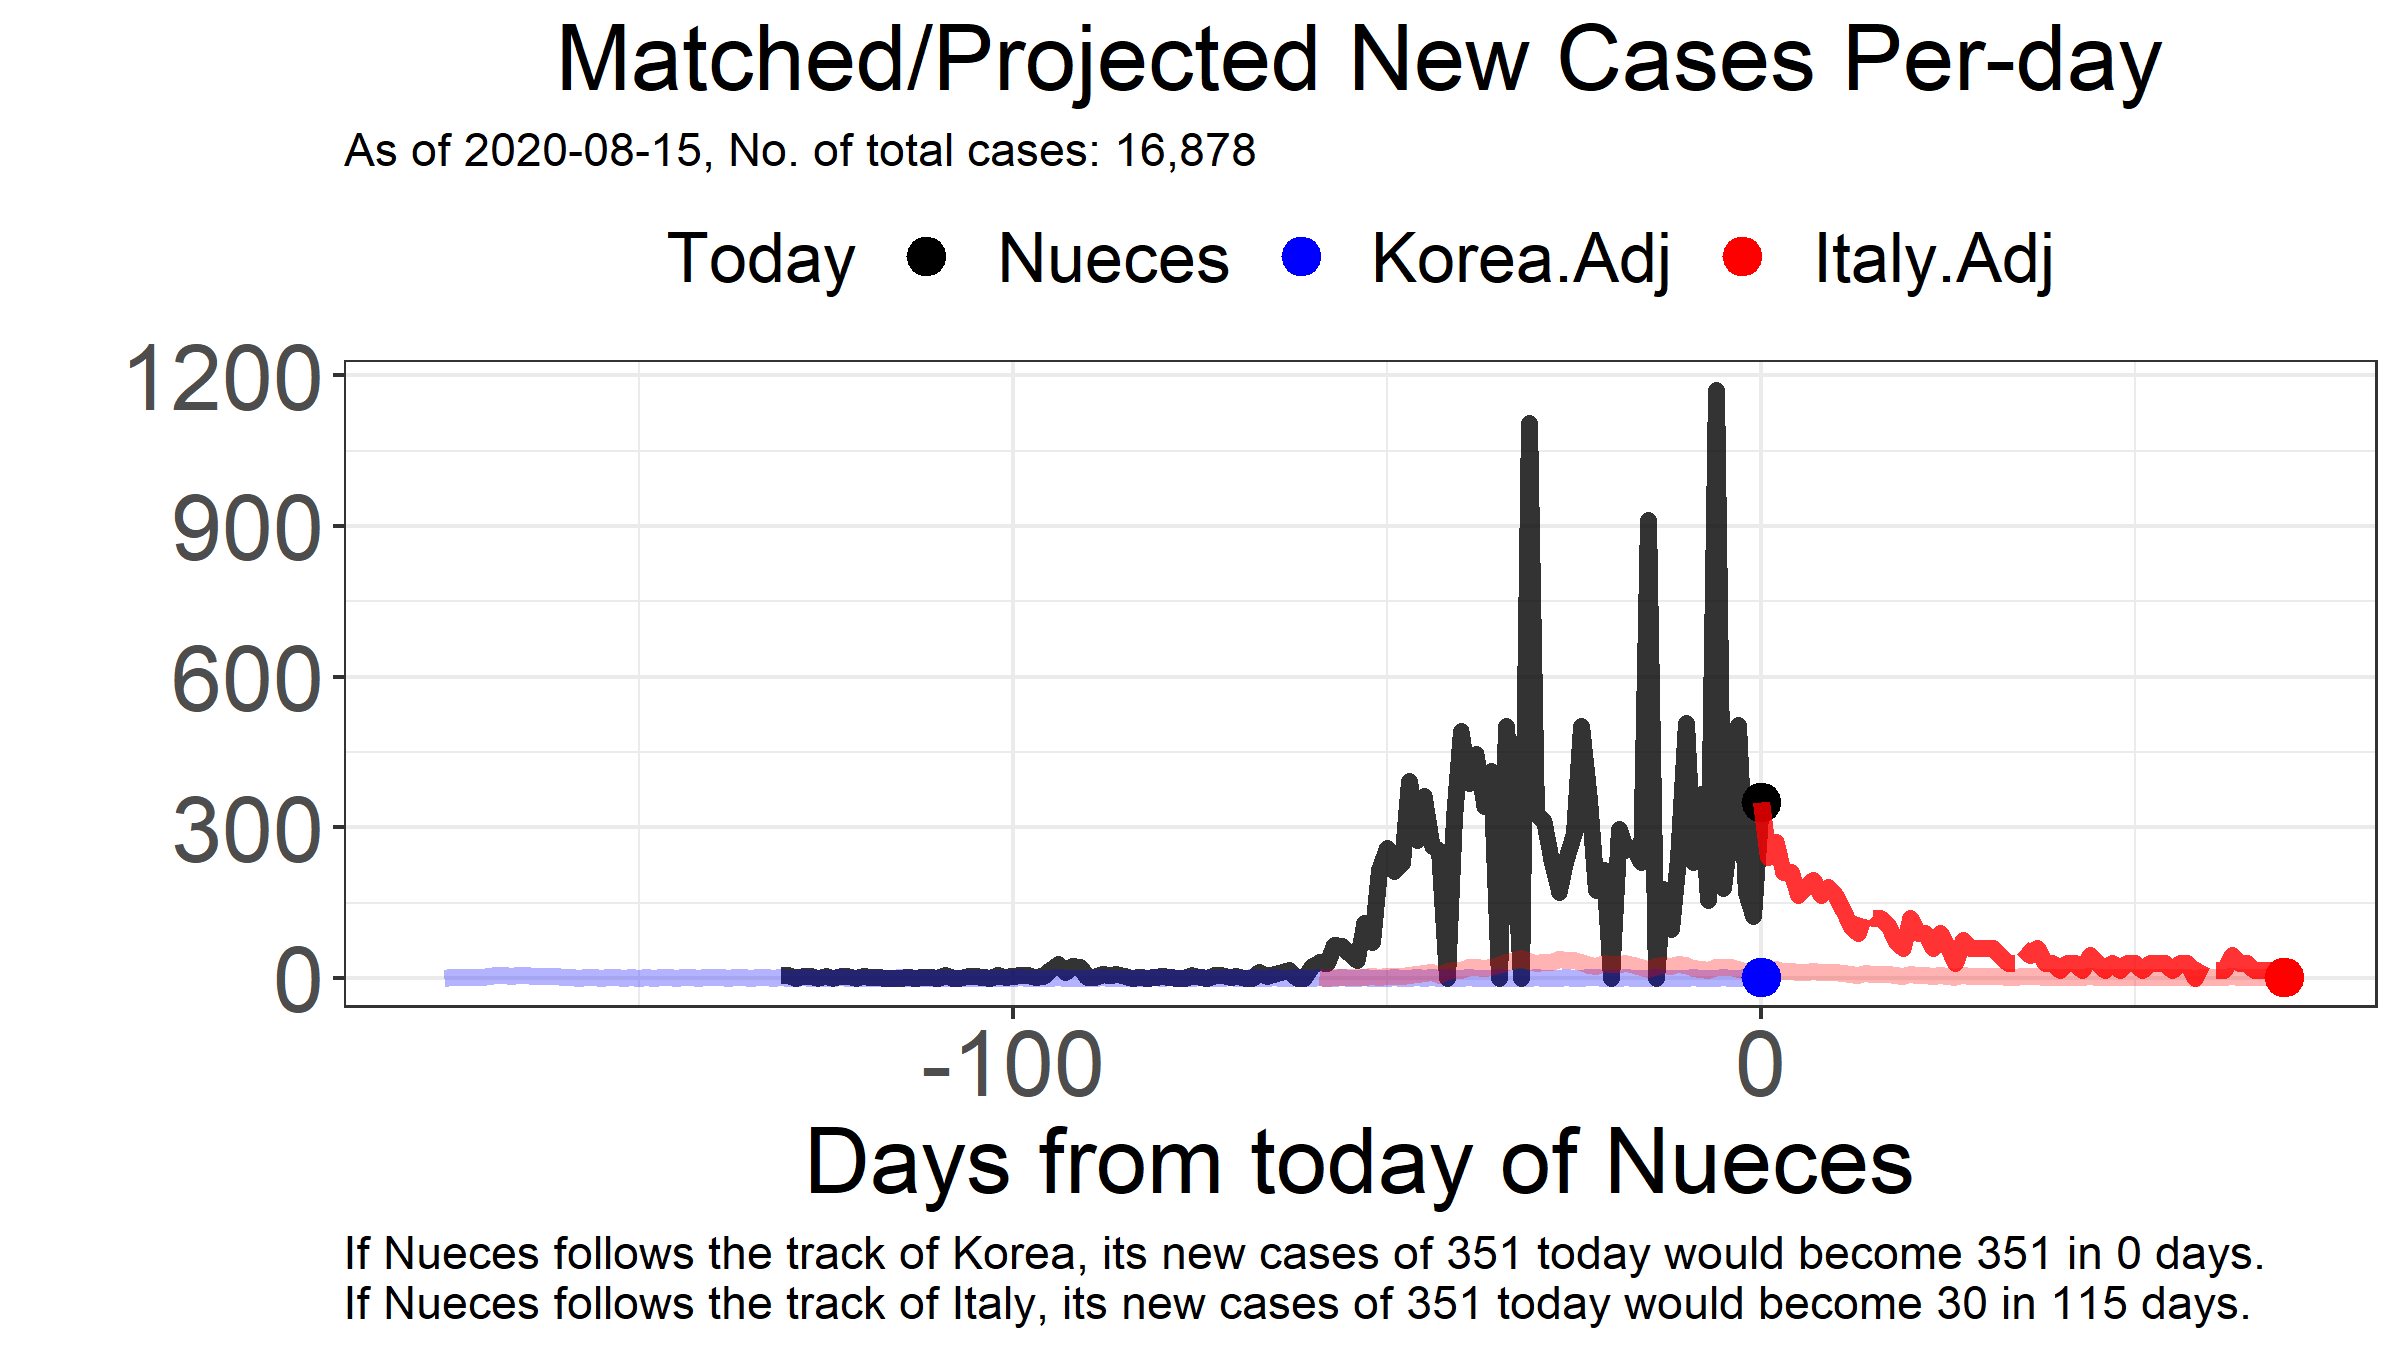 Matched/Projected New Cases Per-day
As of 2020-08-15, No. of total cases: 16,878
Today Nueces Korea.Adj Italy.Adj
1200
900
600
300
0
-100 0
Days from today of Nueces
If Nueces follows the track of Korea, its new cases of 351 today would become 351 in 0 days.
If Nueces follows the track of Italy, its new cases of 351 today would become 30 in 115 days.